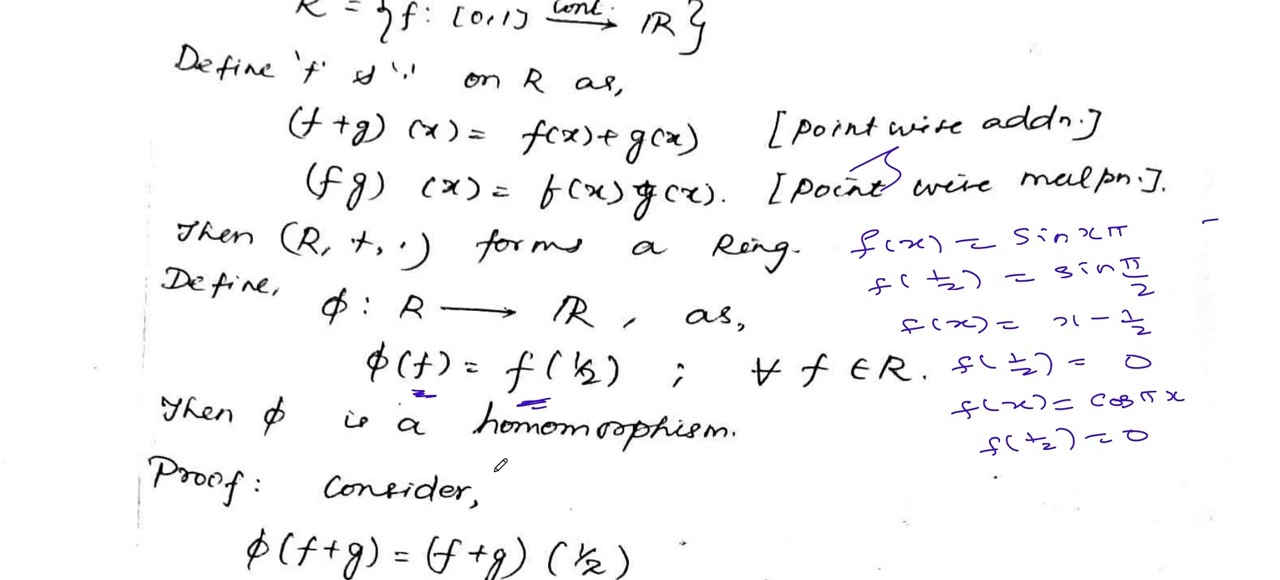 R = {f: [0,1] cont. → ℝ}
Define '+' & '.' on R as,
(f+g) (x) = f(x)+g(x) [Point wise addn.]
(fg) (x) = f(x) g(x). [Point wise malpn.].
Then (R, +, .) forms a Ring.
f(x) = sin xπ
f(1/2) = sin π/2
Define,
ϕ : R → ℝ, as,
f(x) = x - 1/2
ϕ(f) = f(1/2) ; ∀ f ∈ R.
f(1/2) = 0
f(x) = cos πx
Then ϕ is a homomorphism.
f(1/2) = 0
Proof: Consider,
ϕ(f+g) = (f+g) (1/2)